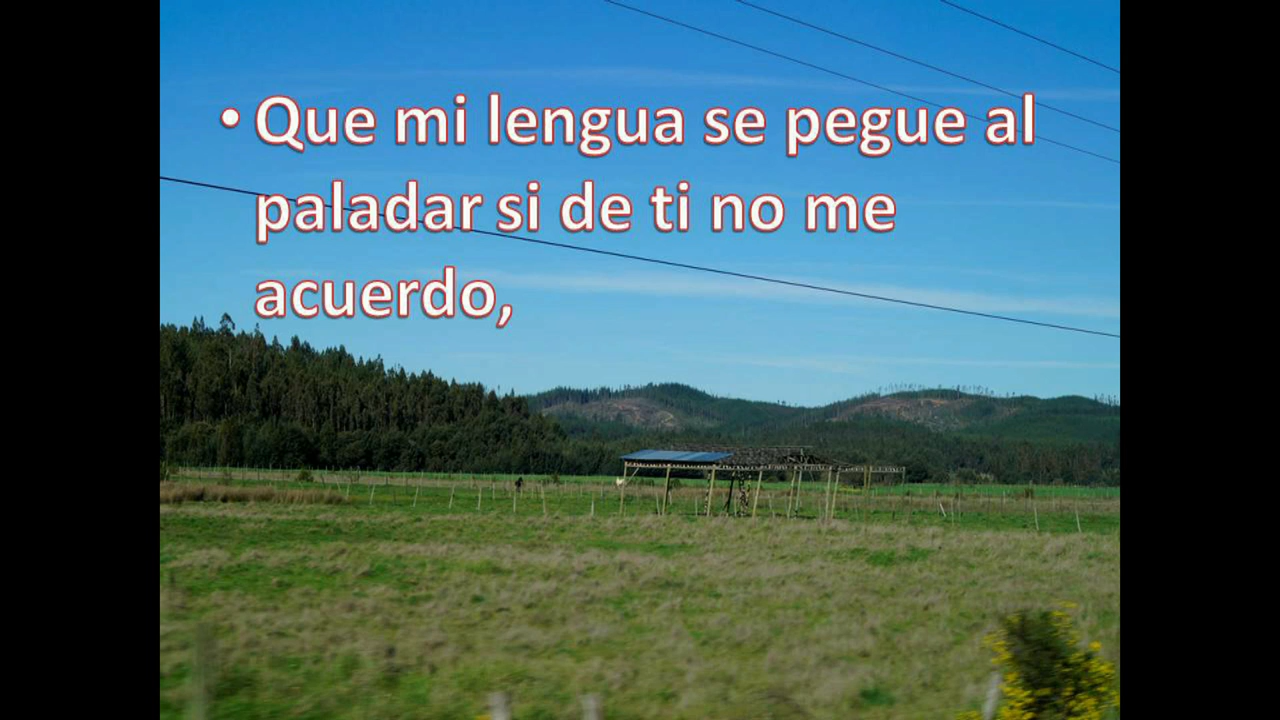 • Que mi lengua se pegue al
paladar si de ti no me
acuerdo,